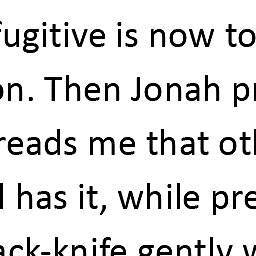 fugitive is now to
on. Then Jonah pr
reads me that oth
l has it, while pre
ack-knife gently w